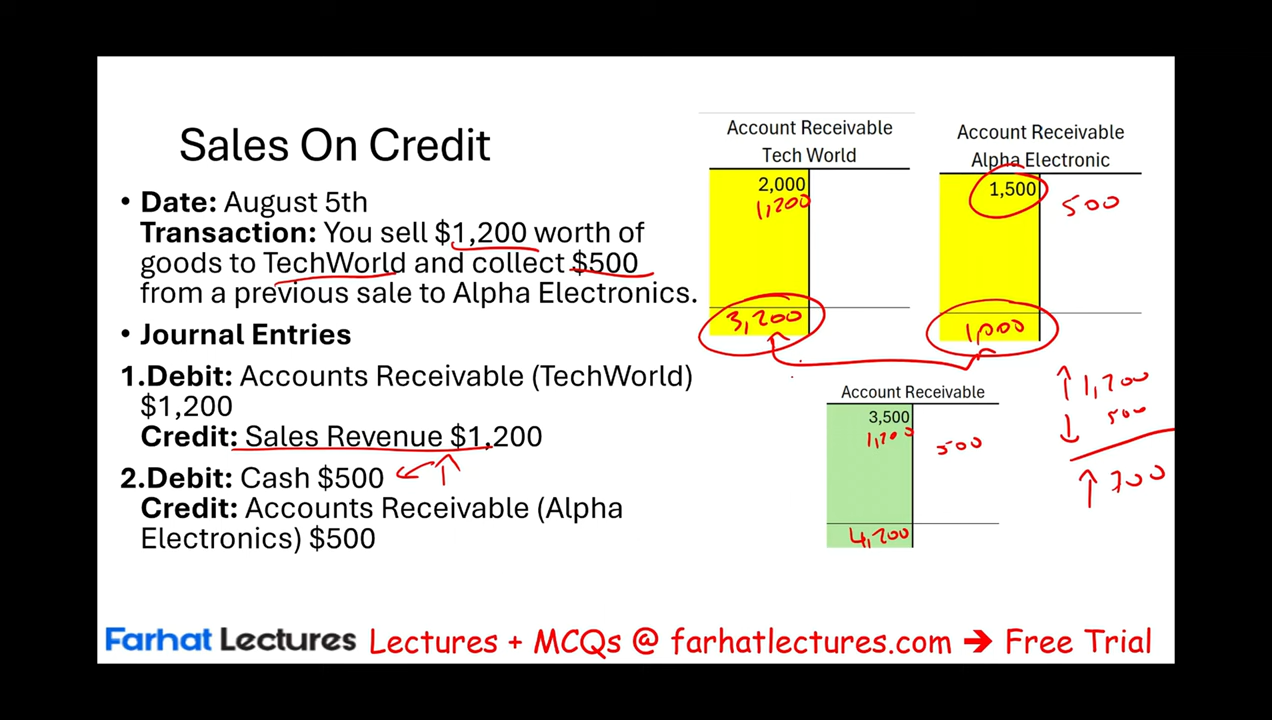 Sales On Credit
• Date: August 5th
Transaction: You sell $1,200 worth of
goods to TechWorld and collect $500
from a previous sale to Alpha Electronics.
• Journal Entries
1.Debit: Accounts Receivable (TechWorld)
$1,200
Credit: Sales Revenue $1,200
2.Debit: Cash $500
Credit: Accounts Receivable (Alpha
Electronics) $500
Account Receivable
Tech World
2,000
1,200
3,200
Account Receivable
Alpha Electronic
1,500
500
1,000
Account Receivable
3,500
1,200
500
4,200
↑ 1,200
↓ 500
↑ 700
Farhat Lectures Lectures + MCQs @ farhatlectures.com → Free Trial